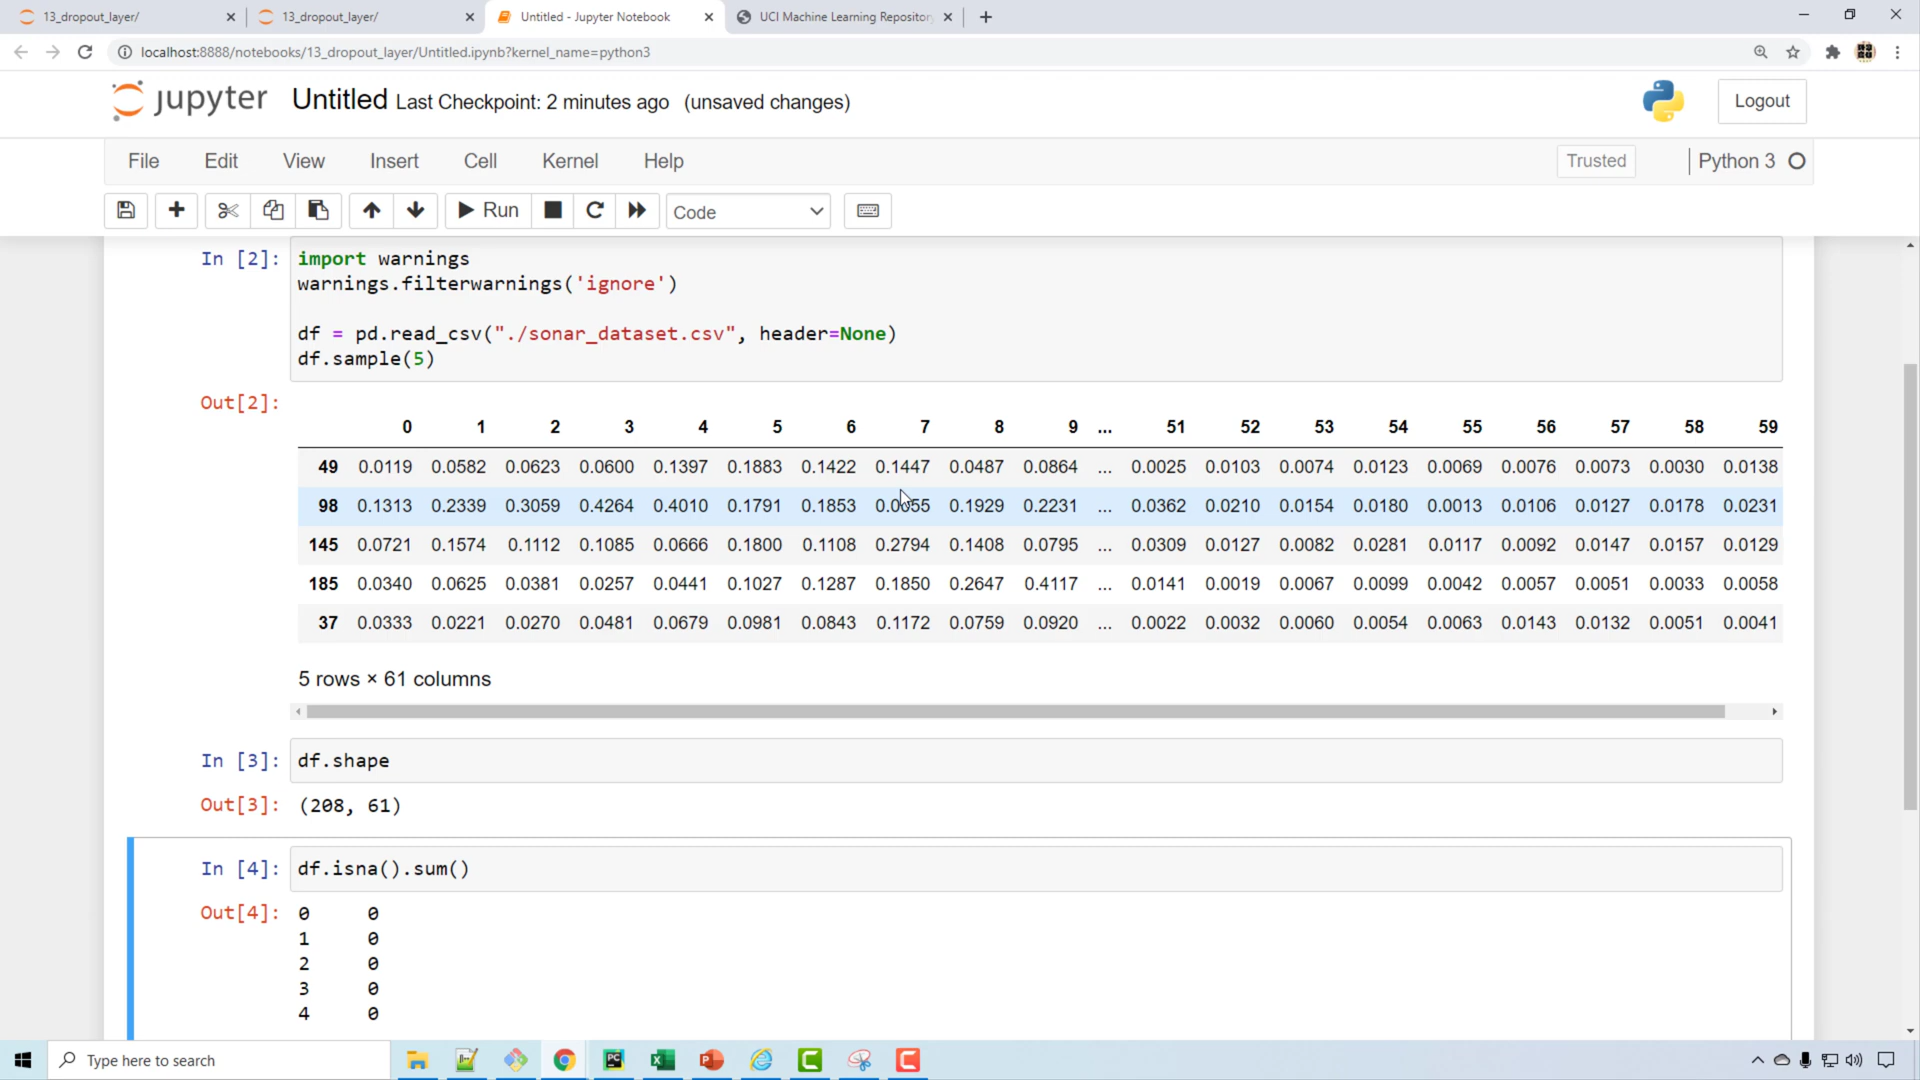 13_dropout_layer/ 13_dropout_layer/ Untitled - Jupyter Notebook UCI Machine Learning Repository
localhost:8888/notebooks/13_dropout_layer/Untitled.ipynb?kernel_name=python3
jupyter Untitled Last Checkpoint: 2 minutes ago (unsaved changes) Logout
File Edit View Insert Cell Kernel Help Trusted Python 3
Run Code
In [2]: import warnings
warnings.filterwarnings('ignore')
df = pd.read_csv("./sonar_dataset.csv", header=None)
df.sample(5)
Out[2]:
0 1 2 3 4 5 6 7 8 9 ... 51 52 53 54 55 56 57 58 59
49 0.0119 0.0582 0.0623 0.0600 0.1397 0.1883 0.1422 0.1447 0.0487 0.0864 ... 0.0025 0.0103 0.0074 0.0123 0.0069 0.0076 0.0073 0.0030 0.0138
98 0.1313 0.2339 0.3059 0.4264 0.4010 0.1791 0.1853 0.1929 0.2231 ... 0.0362 0.0210 0.0154 0.0180 0.0013 0.0106 0.0127 0.0178 0.0231
145 0.0721 0.1574 0.1112 0.1085 0.0666 0.1800 0.1108 0.2794 0.1408 0.0795 ... 0.0309 0.0127 0.0082 0.0281 0.0117 0.0092 0.0147 0.0157 0.0129
185 0.0340 0.0625 0.0381 0.0257 0.0441 0.1027 0.1287 0.1850 0.2647 0.4117 ... 0.0141 0.0019 0.0067 0.0099 0.0042 0.0057 0.0051 0.0033 0.0058
37 0.0333 0.0221 0.0270 0.0481 0.0679 0.0981 0.0843 0.1172 0.0759 0.0920 ... 0.0022 0.0032 0.0060 0.0054 0.0063 0.0143 0.0132 0.0051 0.0041
5 rows × 61 columns
In [3]: df.shape
Out[3]: (208, 61)
In [4]: df.isna().sum()
Out[4]: 0 0
1 0
2 0
3 0
4 0
Type here to search